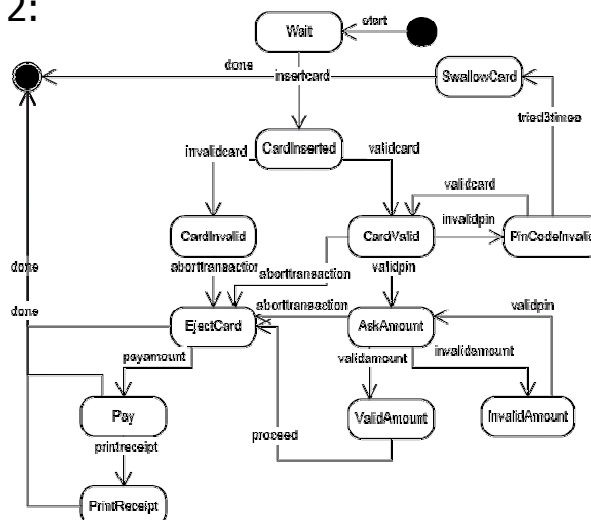 2:
start
Wait
done
insertcard
SwallowCard
tried3times
invalidcard
CardInserted
validcard
validcard
invalidpin
CardInvalid
CardValid
PinCodeInvalid
done
aborttransaction
aborttransaction
validpin
done
aborttransaction
validpin
EjectCard
AskAmount
payamount
validamount
invalidamount
Pay
ValidAmount
InvalidAmount
proceed
printreceipt
PrintReceipt